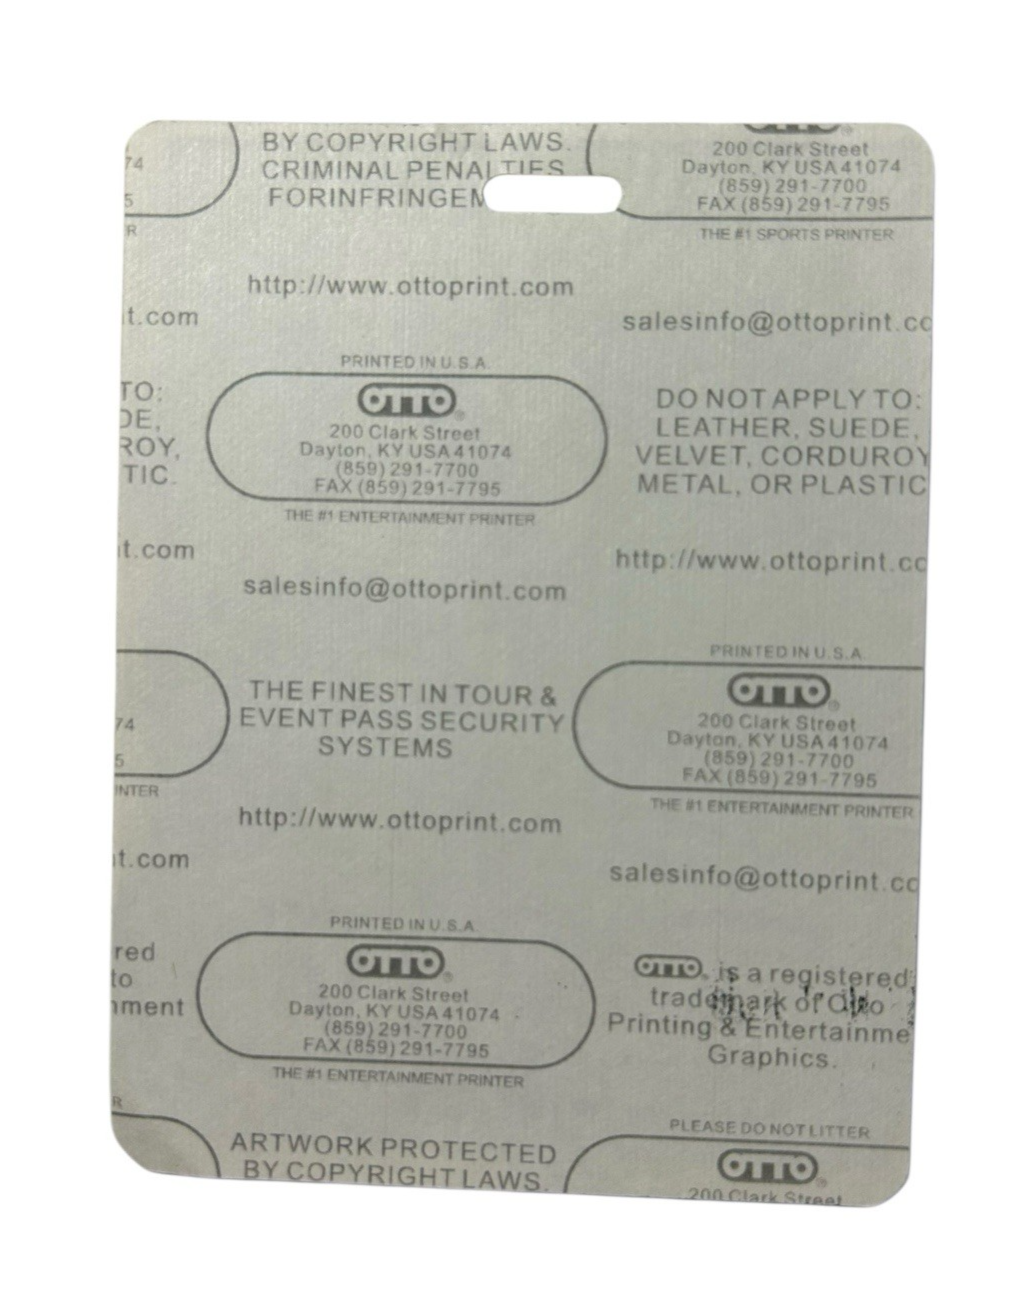 BY COPYRIGHT LAWS.
CRIMINAL PENALTIES
FORINFRINGEM
OTTO®
200 Clark Street
Dayton, KY USA 41074
(859) 291-7700
FAX (859) 291-7795
THE #1 SPORTS PRINTER
74
5
R
http://www.ottoprint.com
t.com
salesinfo@ottoprint.co
PRINTED IN U.S.A.
OTTO®
200 Clark Street
Dayton, KY USA 41074
(859) 291-7700
FAX (859) 291-7795
THE #1 ENTERTAINMENT PRINTER
TO:
DE,
ROY,
TIC.
DO NOT APPLY TO:
LEATHER, SUEDE,
VELVET, CORDUROY
METAL, OR PLASTIC
t.com
http://www.ottoprint.co
salesinfo@ottoprint.com
THE FINEST IN TOUR &
EVENT PASS SECURITY
SYSTEMS
PRINTED IN U.S.A.
OTTO®
200 Clark Street
Dayton, KY USA 41074
(859) 291-7700
FAX (859) 291-7795
THE #1 ENTERTAINMENT PRINTER
74
5
INTER
http://www.ottoprint.com
t.com
salesinfo@ottoprint.co
PRINTED IN U.S.A.
OTTO®
200 Clark Street
Dayton, KY USA 41074
(859) 291-7700
FAX (859) 291-7795
THE #1 ENTERTAINMENT PRINTER
red
to
nment
OTTO® is a registered
trademark of Otto
Printing & Entertainme
Graphics.
R
ARTWORK PROTECTED
BY COPYRIGHT LAWS.
PLEASE DO NOT LITTER
OTTO®
200 Clark Street